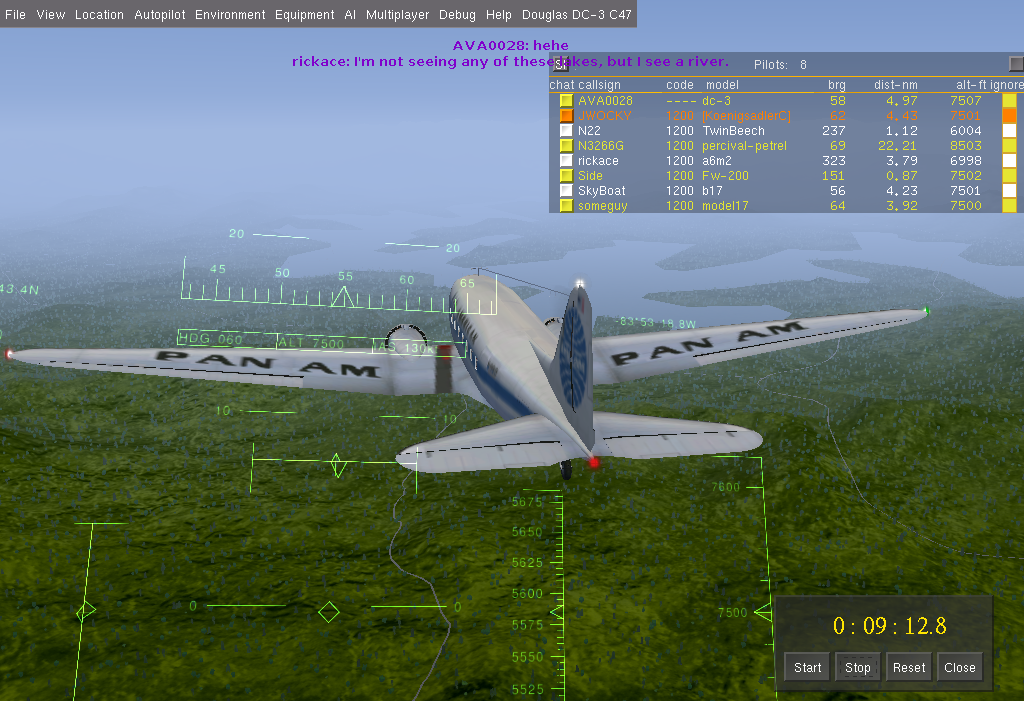 File View Location Autopilot Environment Equipment AI Multiplayer Debug Help Douglas DC-3 C47
AVA0028: hehe
rickace: I'm not seeing any of these lakes, but I see a river.
Pilots: 8
chat callsign code model brg dist-nm alt-ft ignore
AVA0028 ---- dc-3 58 4.97 7507
JWOCKY 1200 [KoenigsadlerC] 62 4.43 7501
N22 1200 TwinBeech 237 1.12 6004
N3266G 1200 percival-petrel 69 22.21 8503
rickace 1200 a6m2 323 3.79 6998
Side 1200 Fw-200 151 0.87 7502
SkyBoat 1200 b17 56 4.23 7501
someguy 1200 model17 64 3.92 7500
20 20
45 50 55 60 65
43.4N
-83*53 18.8W
HDG 060 ALT 7500 IAS 130k
PAN AM PAN AM
10 10
7600
5675
5650
5625
5600
0 0 7500
5575
5550
5525
0 : 09 : 12.8
Start Stop Reset Close